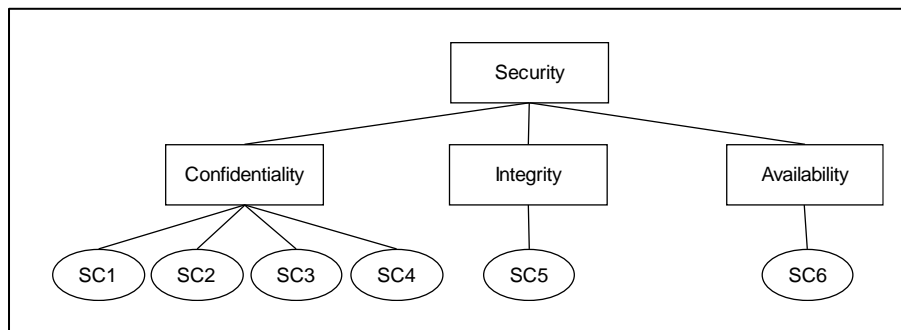 Security
Confidentiality
Integrity
Availability
SC1
SC2
SC3
SC4
SC5
SC6